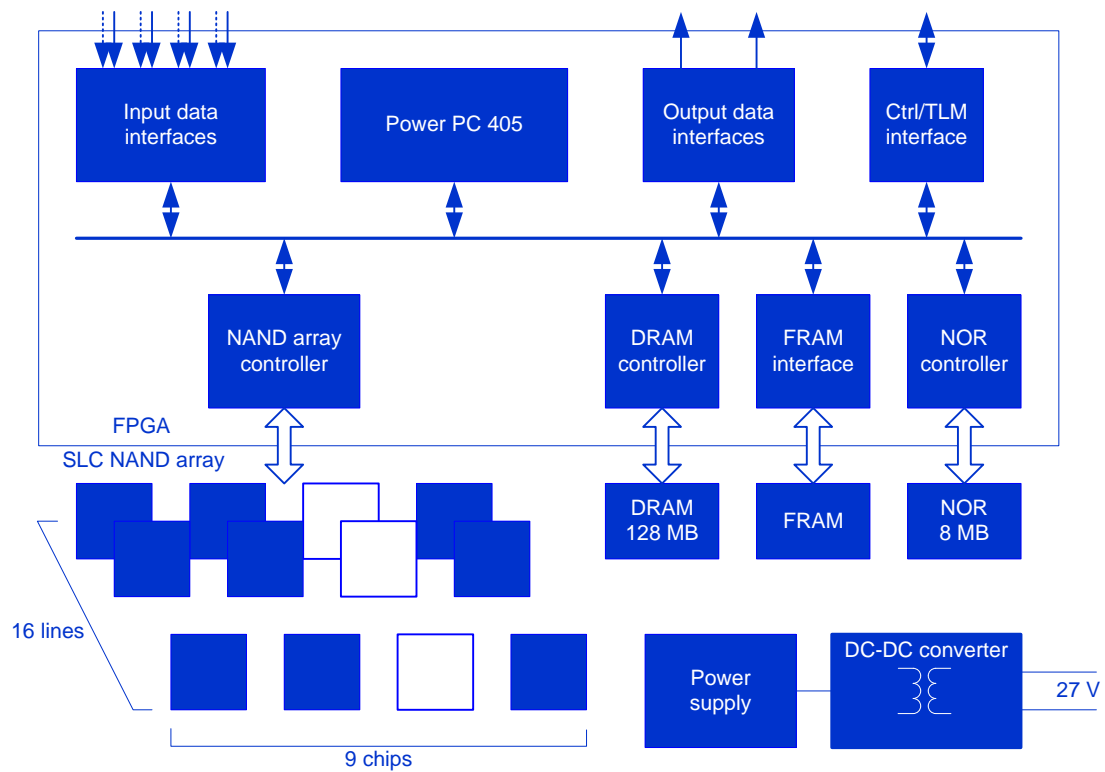 Input data
interfaces
Power PC 405
Output data
interfaces
Ctrl/TLM
interface
NAND array
controller
DRAM
controller
FRAM
interface
NOR
controller
FPGA
SLC NAND array
DRAM
128 MB
FRAM
NOR
8 MB
16 lines
9 chips
Power
supply
DC-DC converter
27 V